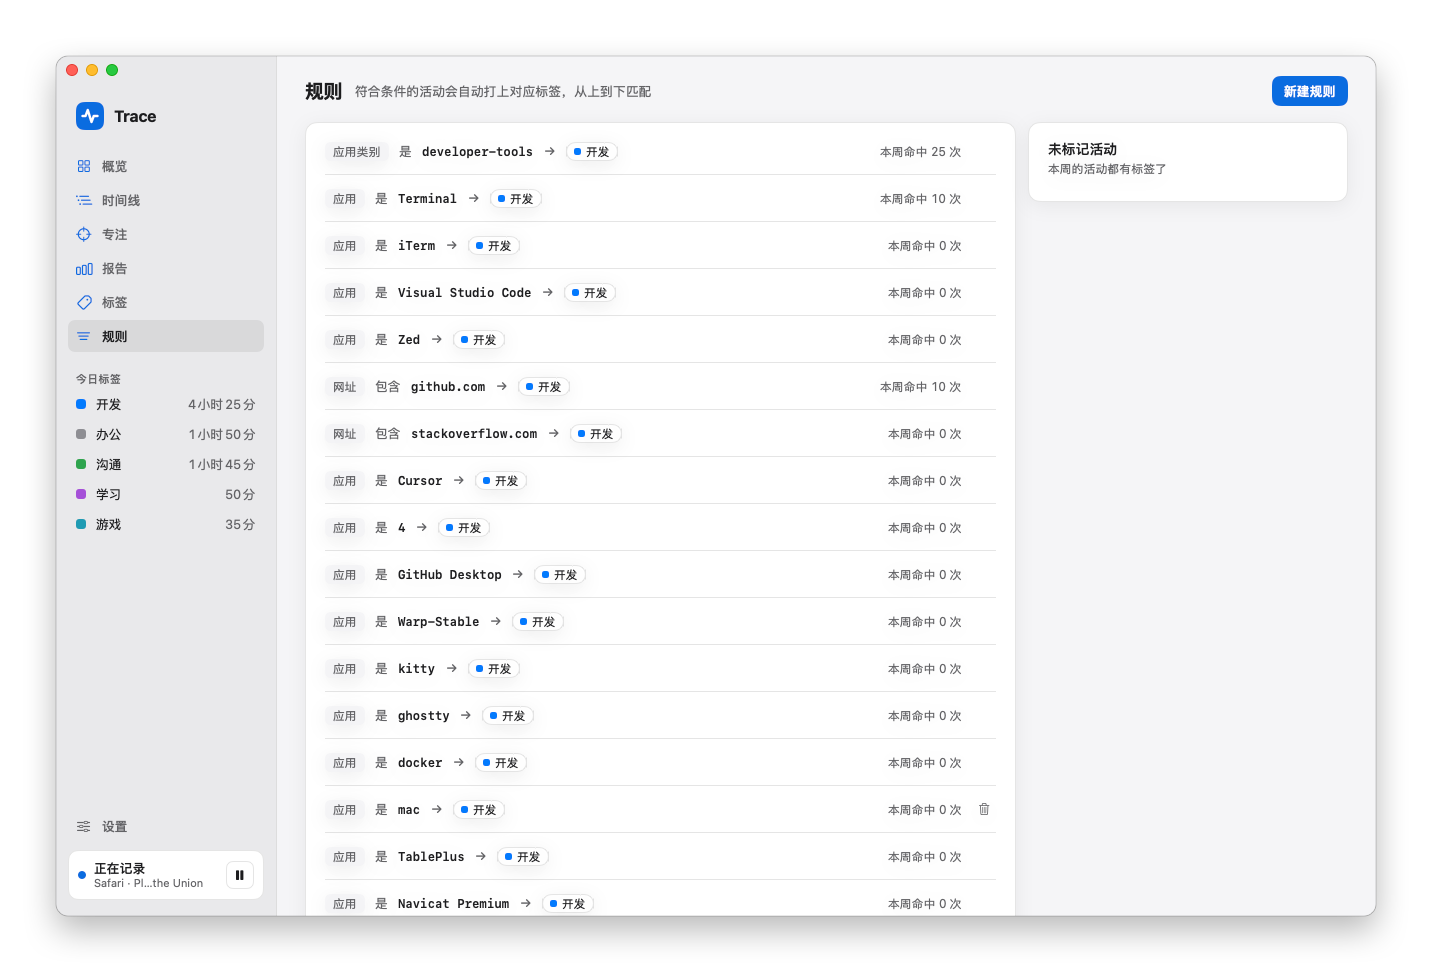 Trace
概览
时间线
专注
报告
标签
规则
今日标签
开发 4小时25分
办公 1小时50分
沟通 1小时45分
学习 50分
游戏 35分
设置
正在记录
Safari · Pl...the Union
规则 符合条件的活动会自动打上对应标签，从上到下匹配
新建规则
应用类别 是 developer-tools → 开发 本周命中 25 次
应用 是 Terminal → 开发 本周命中 10 次
应用 是 iTerm → 开发 本周命中 0 次
应用 是 Visual Studio Code → 开发 本周命中 0 次
应用 是 Zed → 开发 本周命中 0 次
网址 包含 github.com → 开发 本周命中 10 次
网址 包含 stackoverflow.com → 开发 本周命中 0 次
应用 是 Cursor → 开发 本周命中 0 次
应用 是 4 → 开发 本周命中 0 次
应用 是 GitHub Desktop → 开发 本周命中 0 次
应用 是 Warp-Stable → 开发 本周命中 0 次
应用 是 kitty → 开发 本周命中 0 次
应用 是 ghostty → 开发 本周命中 0 次
应用 是 docker → 开发 本周命中 0 次
应用 是 mac → 开发 本周命中 0 次
应用 是 TablePlus → 开发 本周命中 0 次
应用 是 Navicat Premium → 开发 本周命中 0 次
未标记活动
本周的活动都有标签了